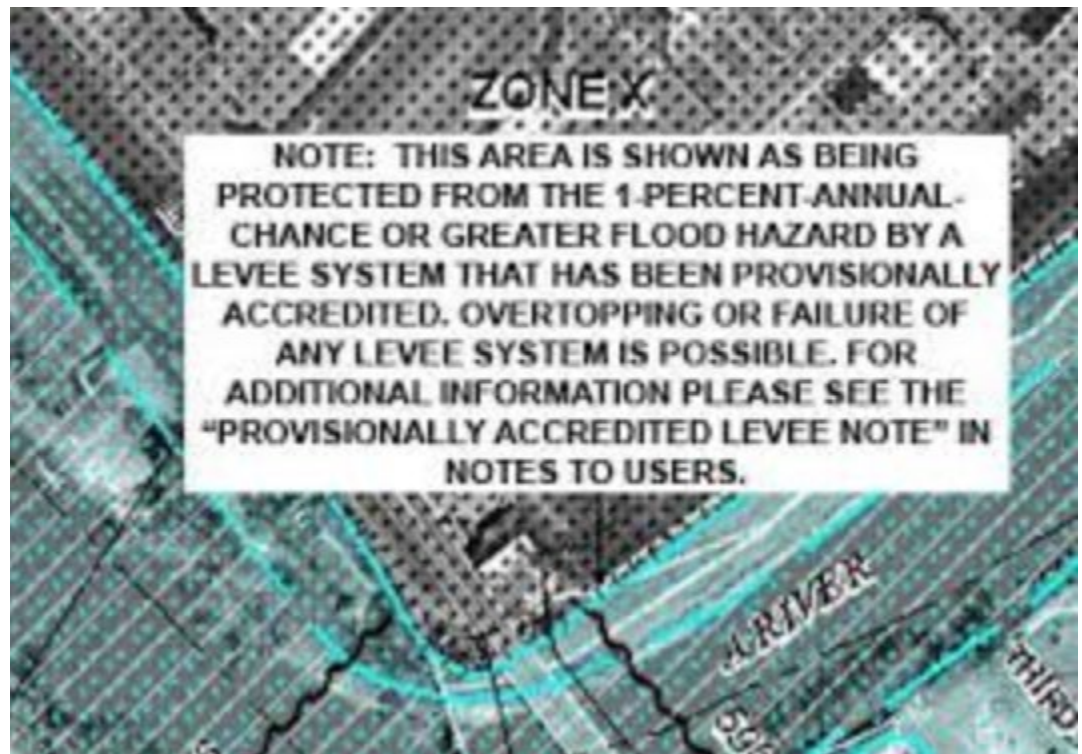 ZONE X
NOTE: THIS AREA IS SHOWN AS BEING
PROTECTED FROM THE 1-PERCENT-ANNUAL-
CHANCE OR GREATER FLOOD HAZARD BY A
LEVEE SYSTEM THAT HAS BEEN PROVISIONALLY
ACCREDITED. OVERTOPPING OR FAILURE OF
ANY LEVEE SYSTEM IS POSSIBLE. FOR
ADDITIONAL INFORMATION PLEASE SEE THE
“PROVISIONALLY ACCREDITED LEVEE NOTE” IN
NOTES TO USERS.
A RIVER
THIRD